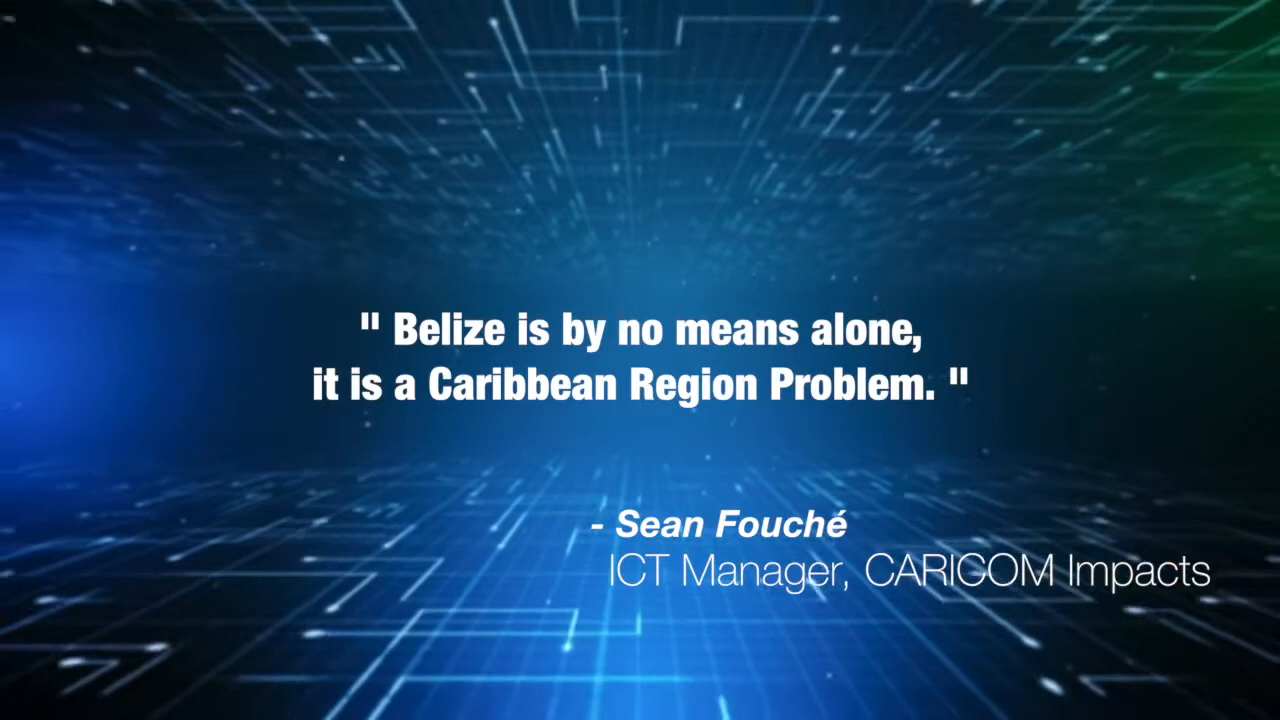 " Belize is by no means alone,
it is a Caribbean Region Problem. "
- Sean Fouché
ICT Manager, CARICOM Impacts